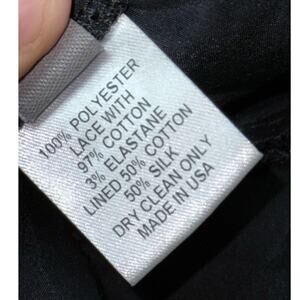 100% POLYESTER
LACE WITH
97% COTTON
3% ELASTANE
LINED 50% COTTON
50% SILK
DRY CLEAN ONLY
MADE IN USA